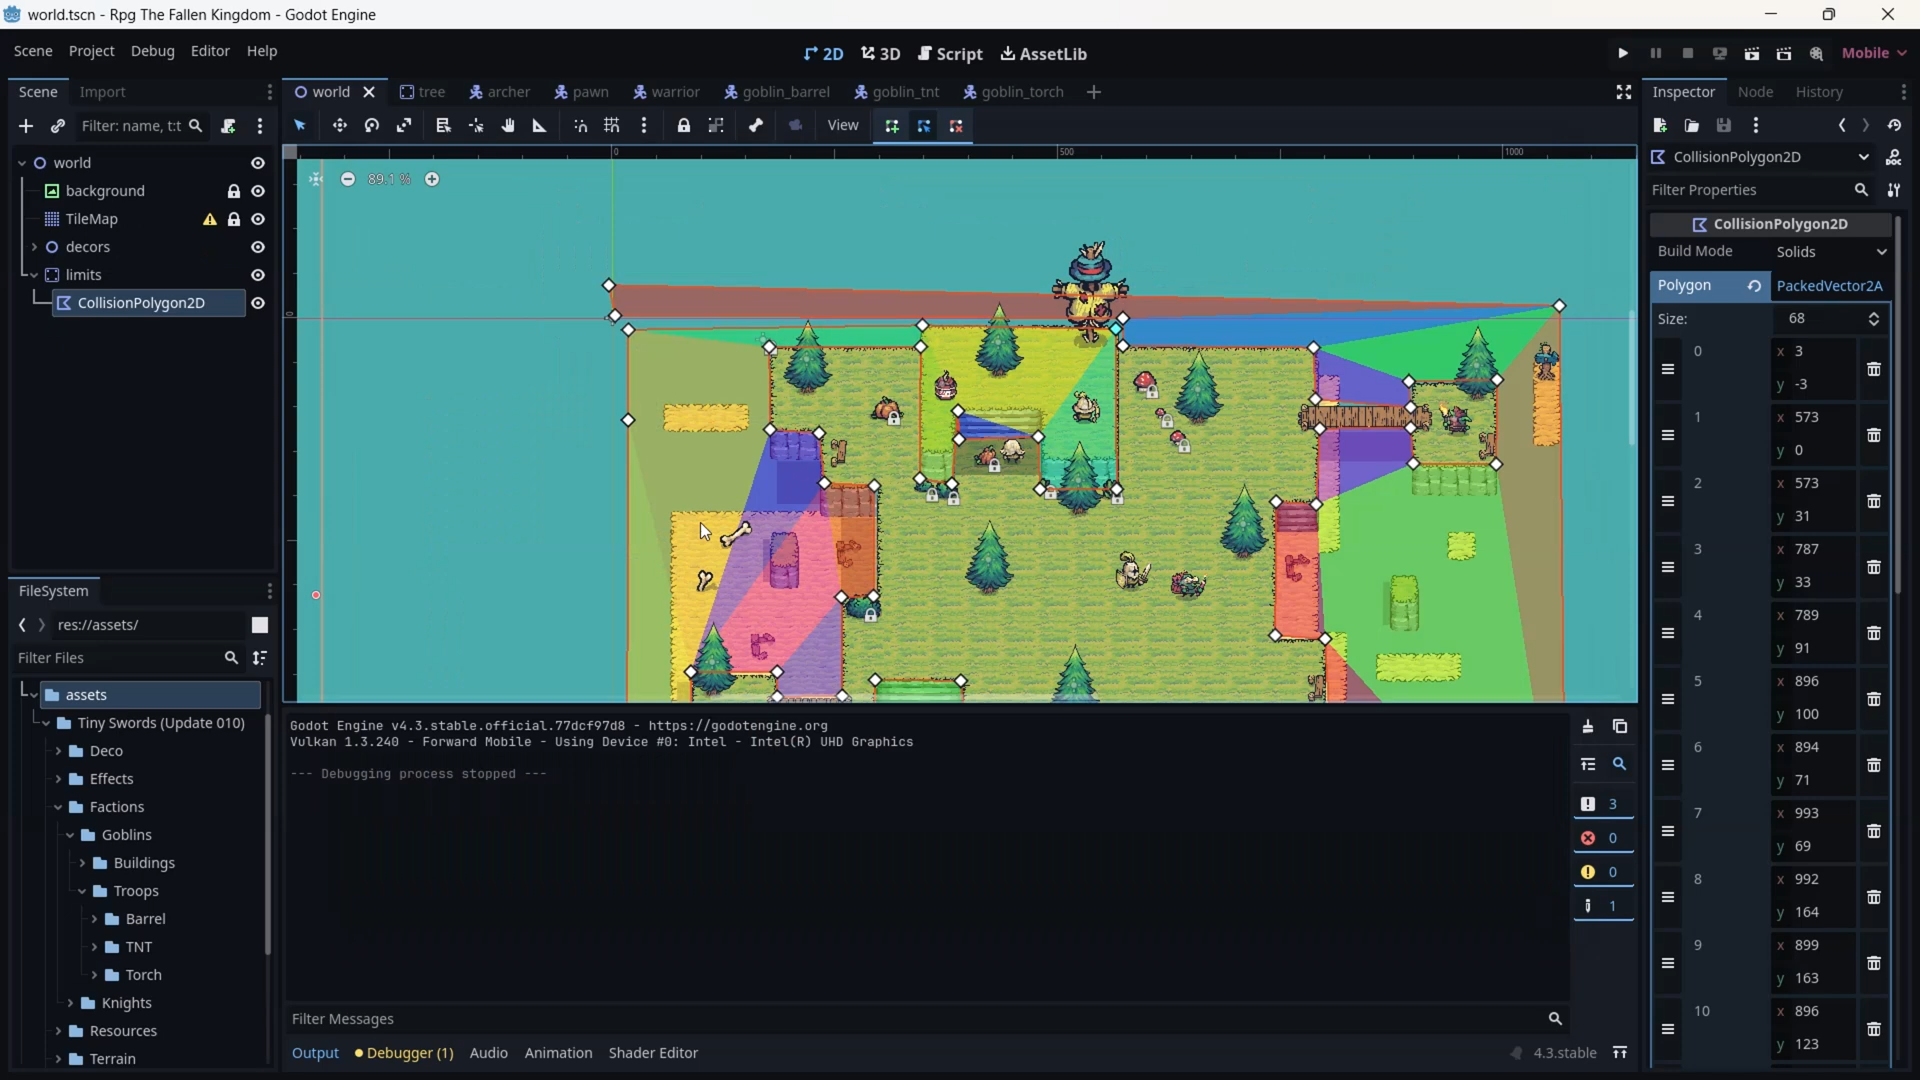 world.tscn - Rpg The Fallen Kingdom - Godot Engine
Scene Project Debug Editor Help
2D 3D Script AssetLib
Mobile
Scene Import
world tree archer pawn warrior goblin_barrel goblin_tnt goblin_torch
Inspector Node History
Filter: name, t:t
View
world
background
TileMap
decors
limits
CollisionPolygon2D
0 500 1000
89.1 %
0
CollisionPolygon2D
Filter Properties
CollisionPolygon2D
Build Mode Solids
Polygon PackedVector2A
Size: 68
0 x 3
y -3
1 x 573
y 0
2 x 573
y 31
3 x 787
y 33
4 x 789
y 91
5 x 896
y 100
6 x 894
y 71
7 x 993
y 69
8 x 992
y 164
9 x 899
y 163
10 x 896
y 123
FileSystem
res://assets/
Filter Files
assets
Tiny Swords (Update 010)
Deco
Effects
Factions
Goblins
Buildings
Troops
Barrel
TNT
Torch
Knights
Resources
Terrain
Godot Engine v4.3.stable.official.77dcf97d8 - https://godotengine.org
Vulkan 1.3.240 - Forward Mobile - Using Device #0: Intel - Intel(R) UHD Graphics
--- Debugging process stopped ---
3
0
0
1
Filter Messages
Output Debugger (1) Audio Animation Shader Editor
4.3.stable